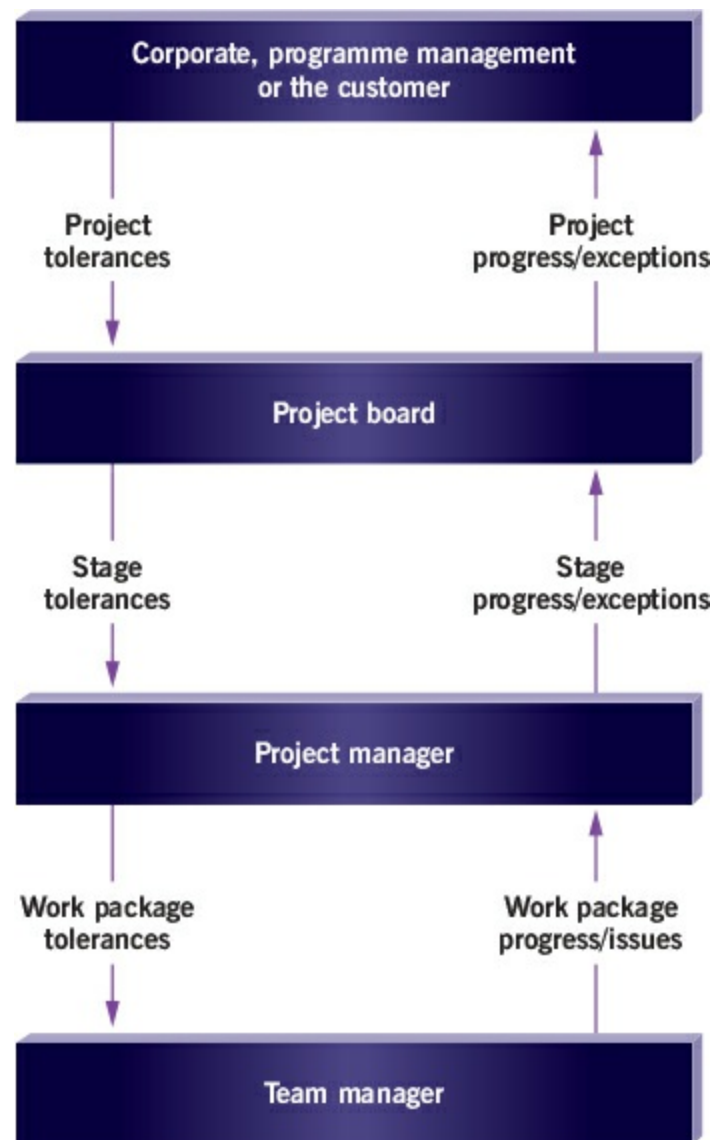 Corporate, programme management
or the customer
Project
tolerances
Project
progress/exceptions
Project board
Stage
tolerances
Stage
progress/exceptions
Project manager
Work package
tolerances
Work package
progress/issues
Team manager